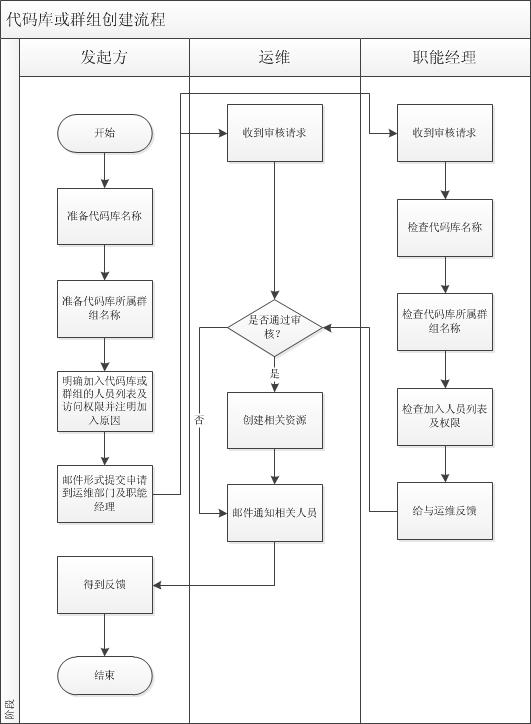 代码库或群组创建流程
发起方
运维
职能经理
开始
准备代码库名称
准备代码库所属群
组名称
明确加入代码库或
群组的人员列表及
访问权限并注明加
入原因
邮件形式提交申请
到运维部门及职能
经理
得到反馈
结束
收到审核请求
是否通过审
核？
是
否
创建相关资源
邮件通知相关人员
收到审核请求
检查代码库名称
检查代码库所属群
组名称
检查加入人员列表
及权限
给与运维反馈
阶段